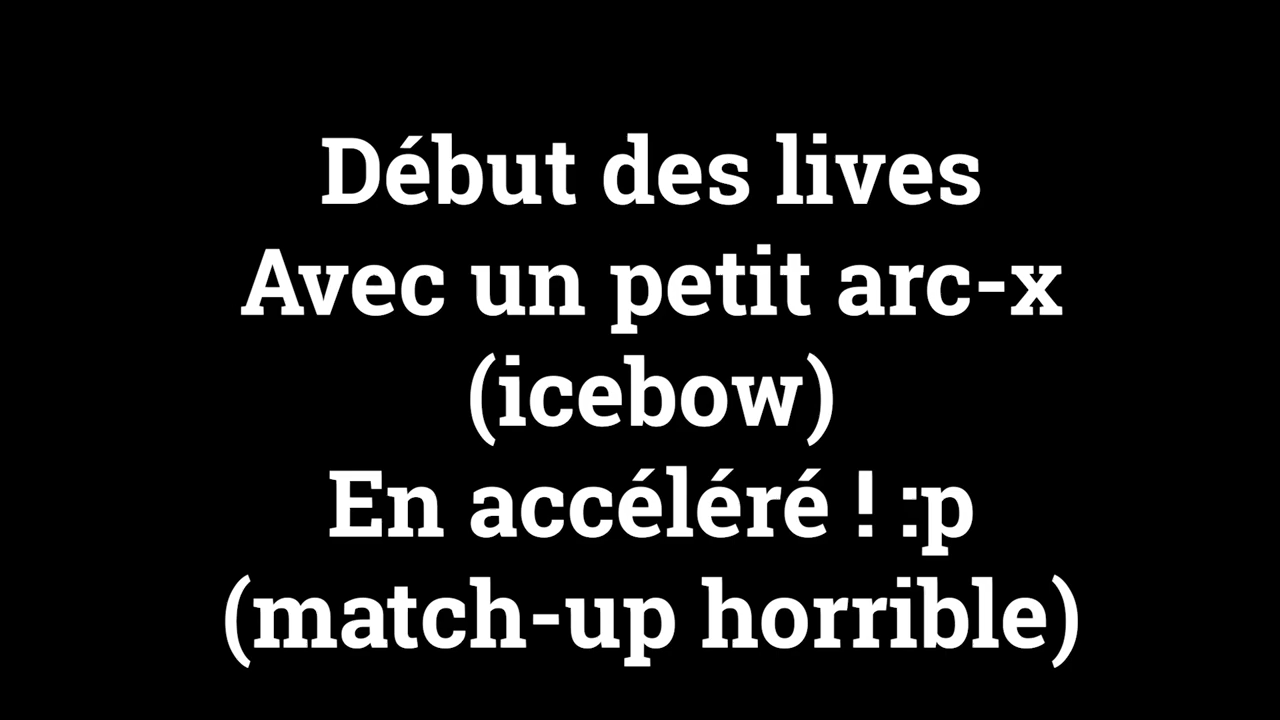 Début des lives
Avec un petit arc-x
(icebow)
En accéléré ! :p
(match-up horrible)